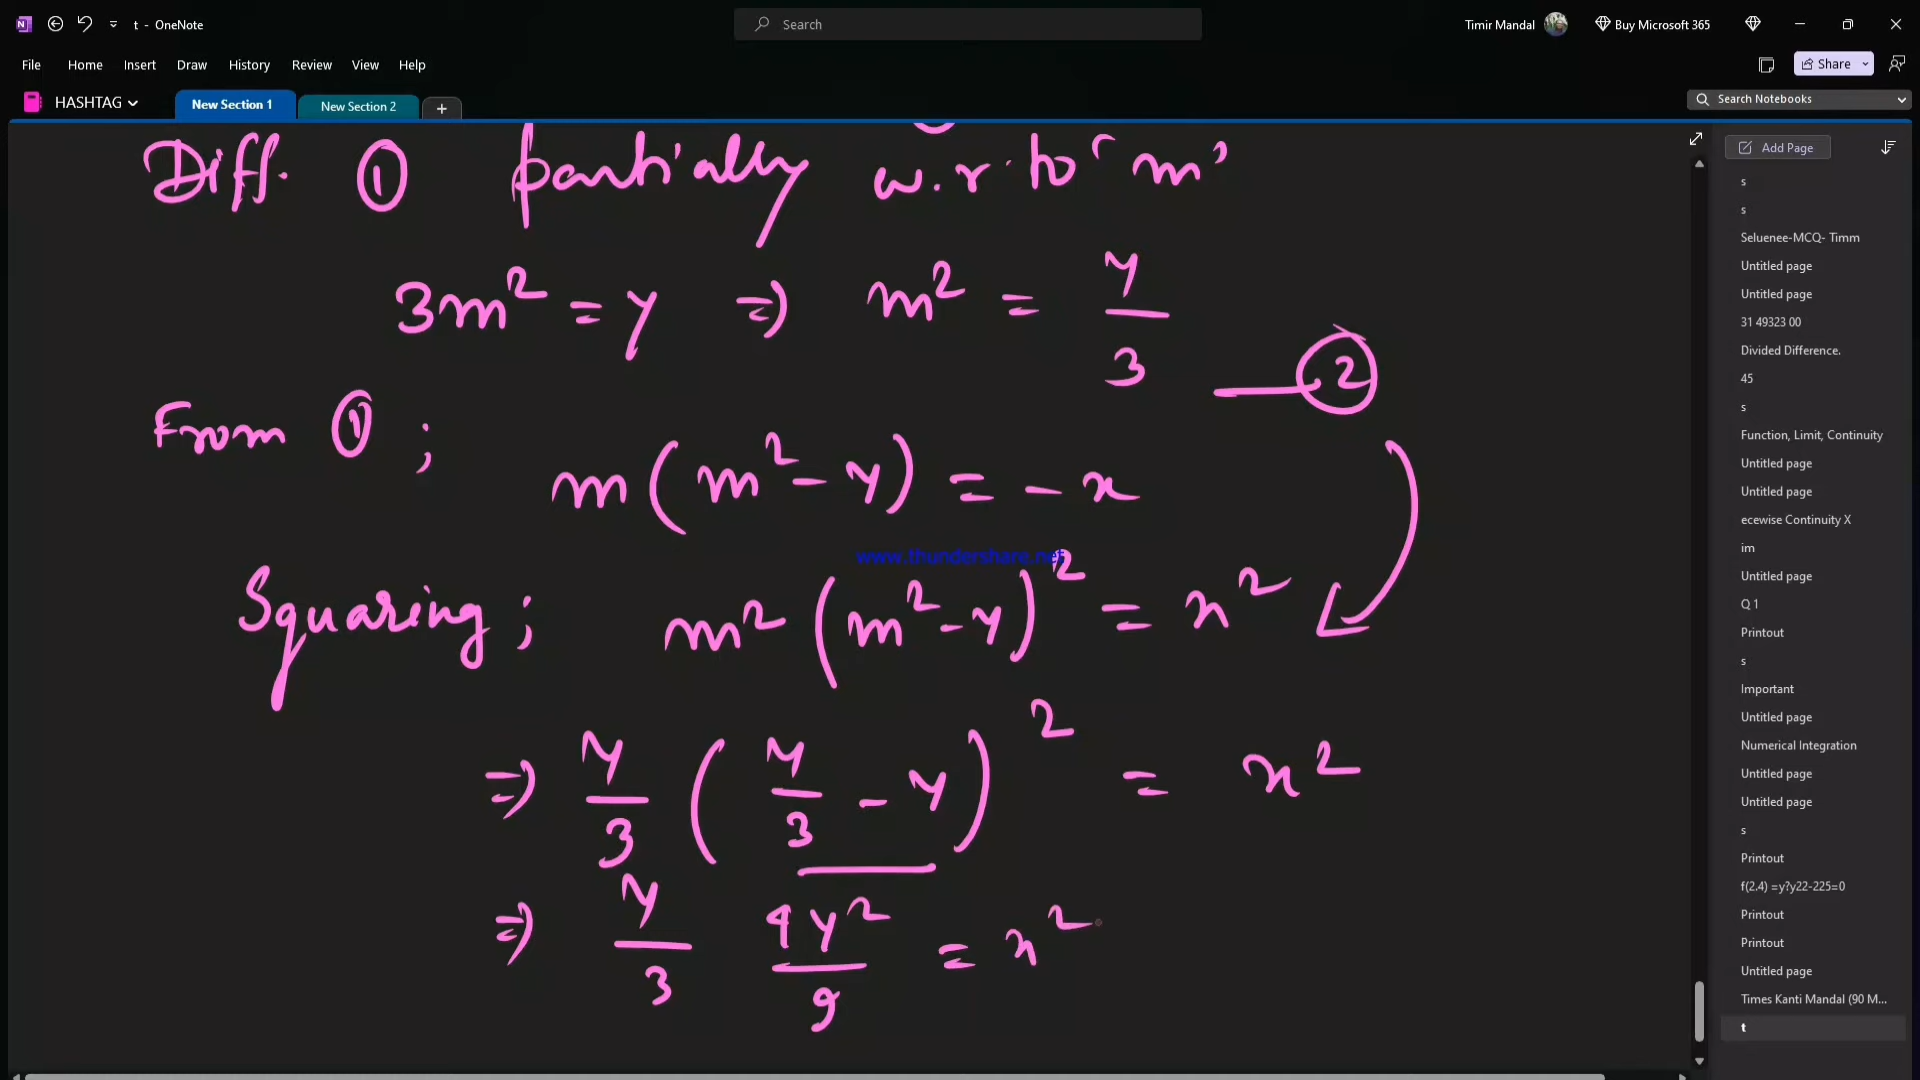 t - OneNote
Search
Timir Mandal
Buy Microsoft 365
File Home Insert Draw History Review View Help
Share
HASHTAG
New Section 1
New Section 2
+
Search Notebooks
Add Page
Diff. ① partially w.r.to 'm'
3m² = y ⇒ m² = y/3
②
From ① ;
m(m² - y) = - x
www.thundershare.net
Squaring; m²(m² - y)² = x²
⇒ y/3 (y/3 - y)² = x²
⇒ y/3 4y²/9 = x²
s
s
Seluenee-MCQ- Timm
Untitled page
Untitled page
31 49323 00
Divided Difference.
45
s
Function, Limit, Continuity
Untitled page
Untitled page
ecewise Continuity X
im
Untitled page
Q 1
Printout
s
Important
Untitled page
Numerical Integration
Untitled page
Untitled page
s
Printout
f(2.4) =y?y22-225=0
Printout
Printout
Untitled page
Times Kanti Mandal (90 M...
t